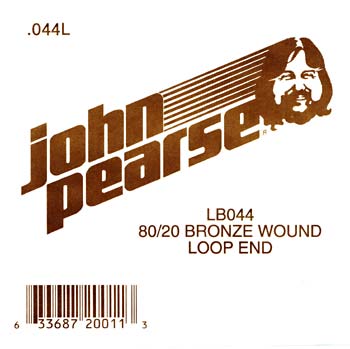 .044L
john
pearse®
LB044
80/20 BRONZE WOUND
LOOP END
6 33687 20011 3